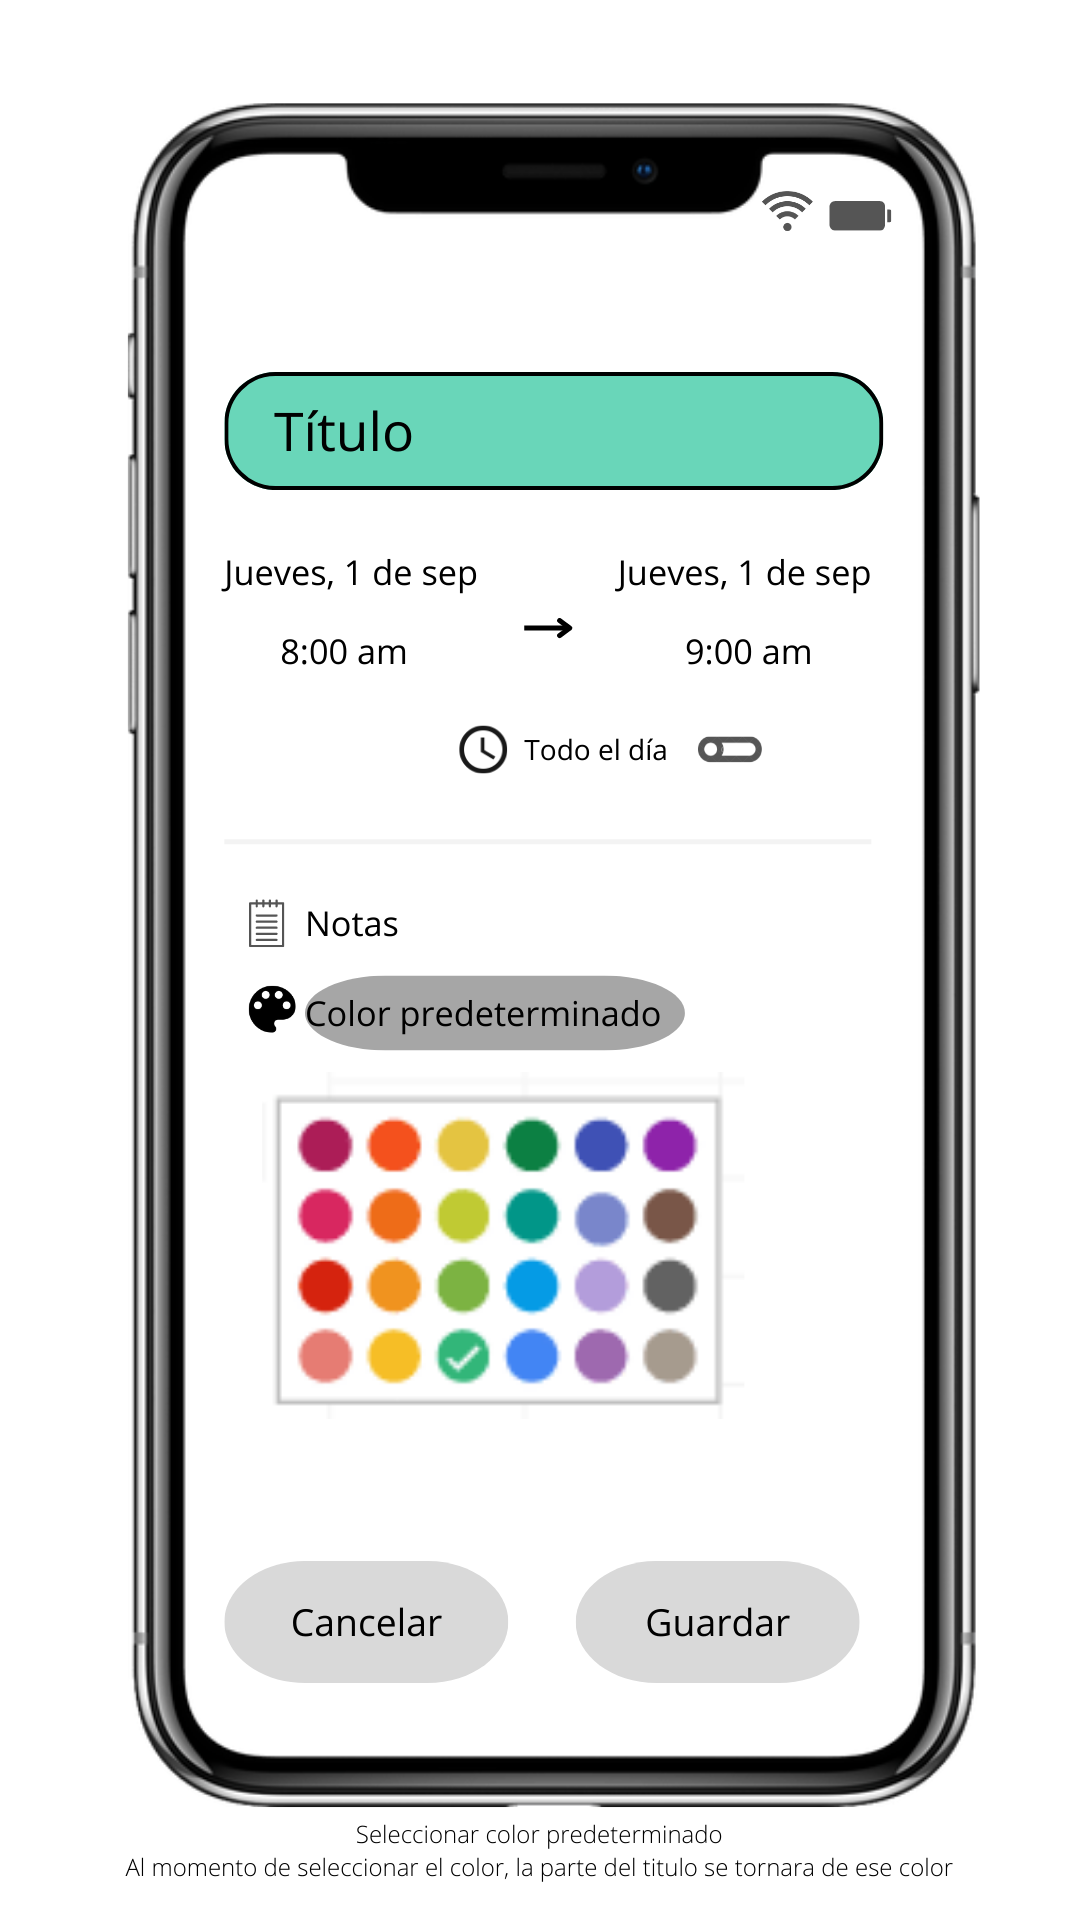 Título
Jueves, 1 de sep
Jueves, 1 de sep
8:00 am
9:00 am
Todo el día
Notas
Color predeterminado
Cancelar
Guardar
Seleccionar color predeterminado
Al momento de seleccionar el color, la parte del titulo se tornara de ese color